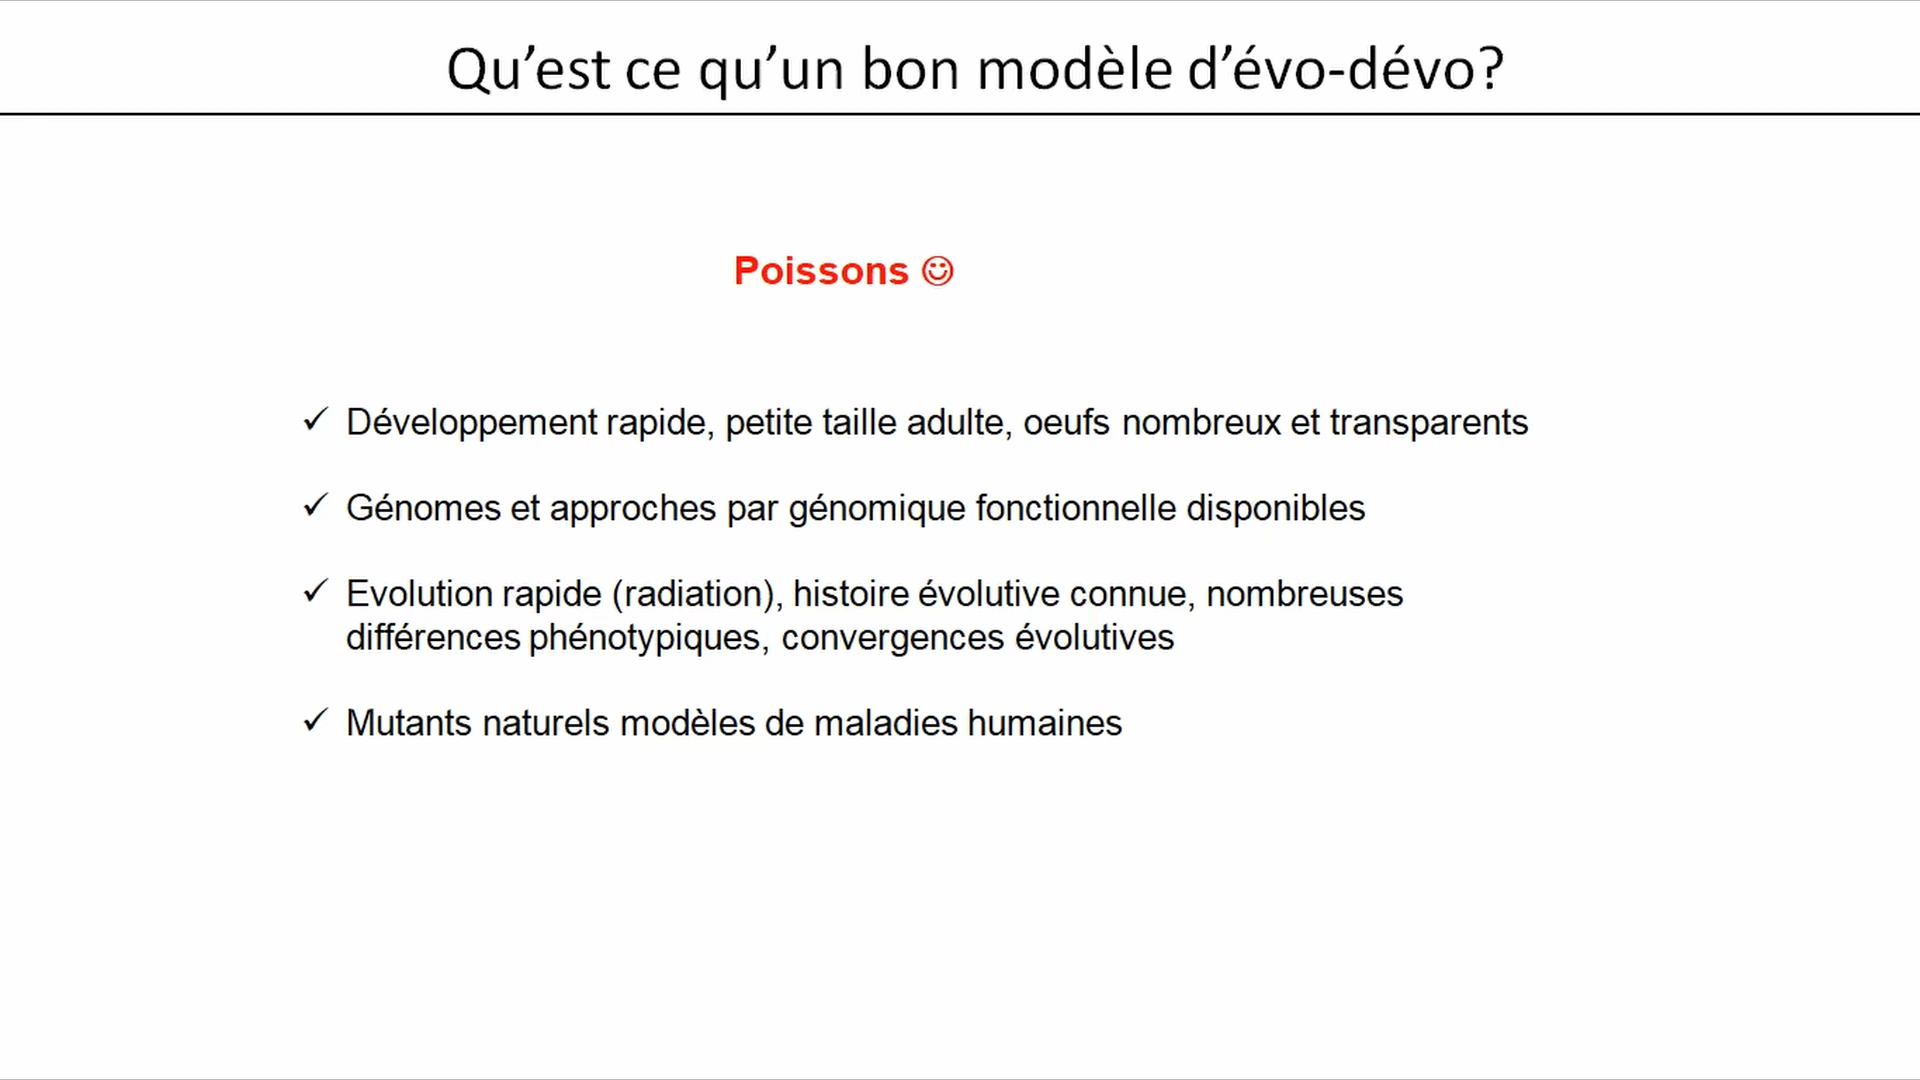 Qu’est ce qu’un bon modèle d’évo-dévo?
Poissons ☺
✓ Développement rapide, petite taille adulte, oeufs nombreux et transparents
✓ Génomes et approches par génomique fonctionnelle disponibles
✓ Evolution rapide (radiation), histoire évolutive connue, nombreuses
différences phénotypiques, convergences évolutives
✓ Mutants naturels modèles de maladies humaines